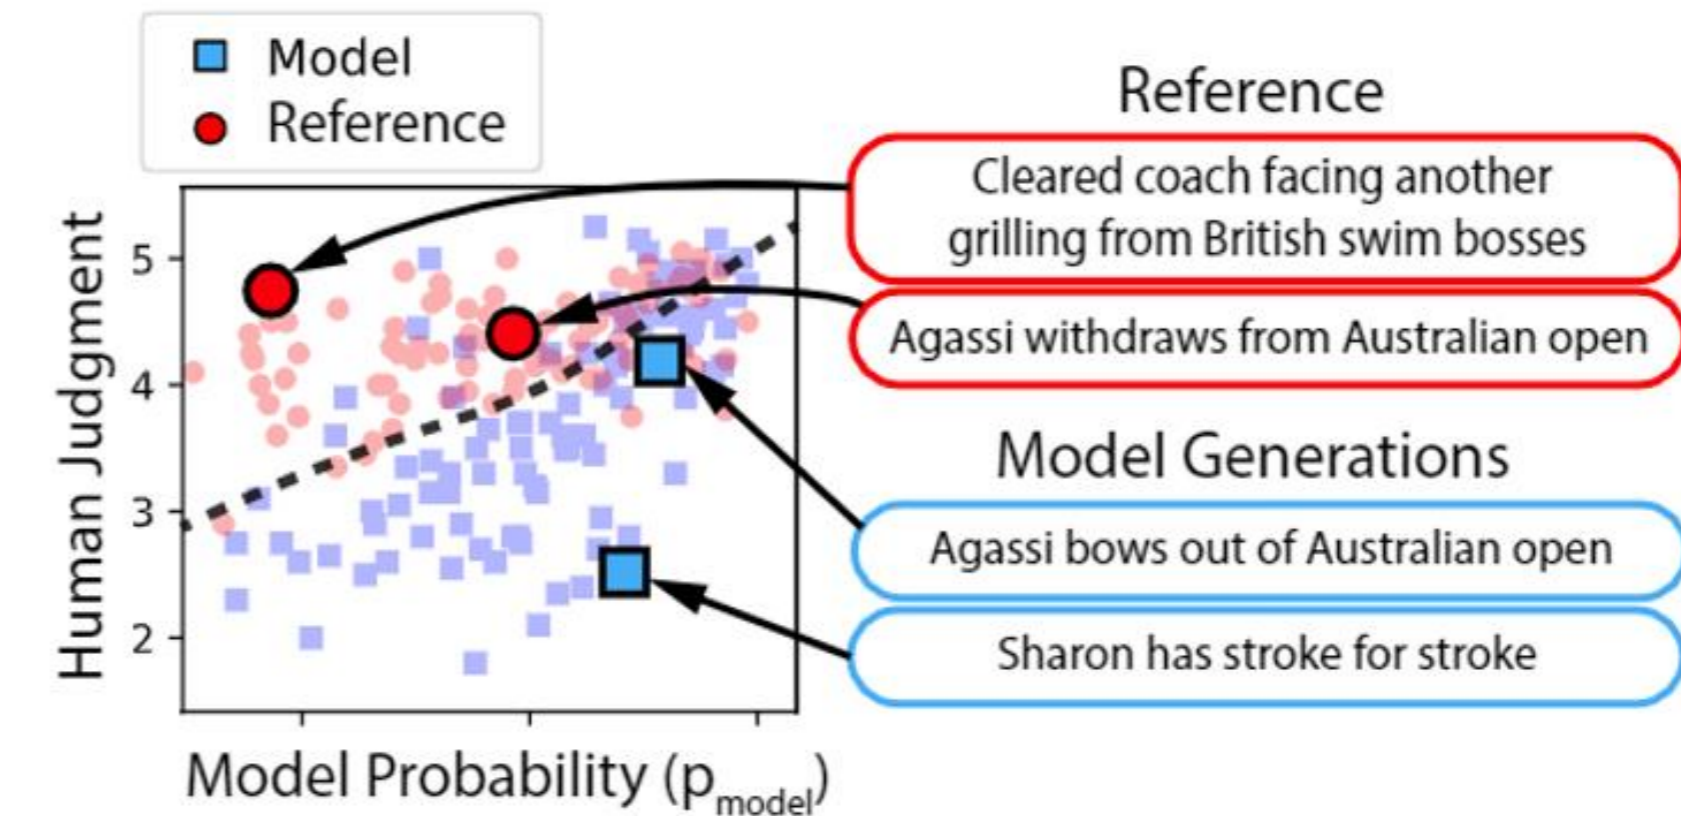 Model
Reference
Reference
Cleared coach facing another
grilling from British swim bosses
Agassi withdraws from Australian open
Model Generations
Agassi bows out of Australian open
Sharon has stroke for stroke
Human Judgment
5
4
3
2
Model Probability (pmodel)